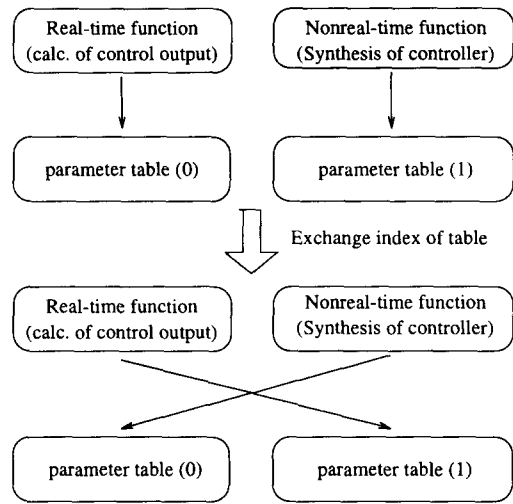 Real-time function
(calc. of control output)
Nonreal-time function
(Synthesis of controller)
parameter table (0)
parameter table (1)
Exchange index of table
Real-time function
(calc. of control output)
Nonreal-time function
(Synthesis of controller)
parameter table (0)
parameter table (1)